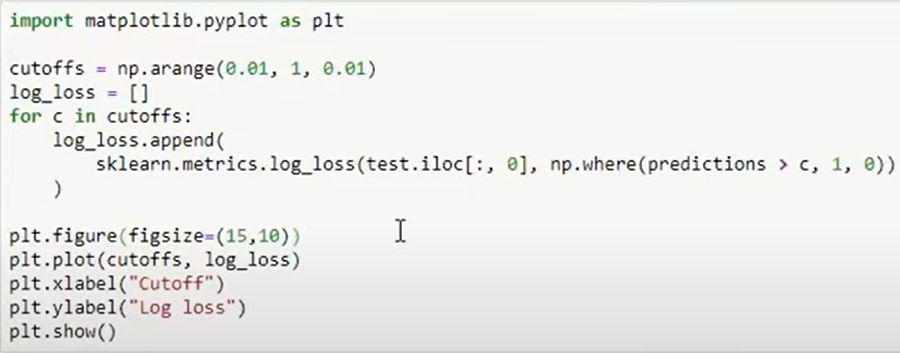 import matplotlib.pyplot as plt
cutoffs = np.arange(0.01, 1, 0.01)
log_loss = []
for c in cutoffs:
log_loss.append(
sklearn.metrics.log_loss(test.iloc[:, 0], np.where(predictions > c, 1, 0))
)
plt.figure(figsize=(15,10))
plt.plot(cutoffs, log_loss)
plt.xlabel("Cutoff")
plt.ylabel("Log loss")
plt.show()